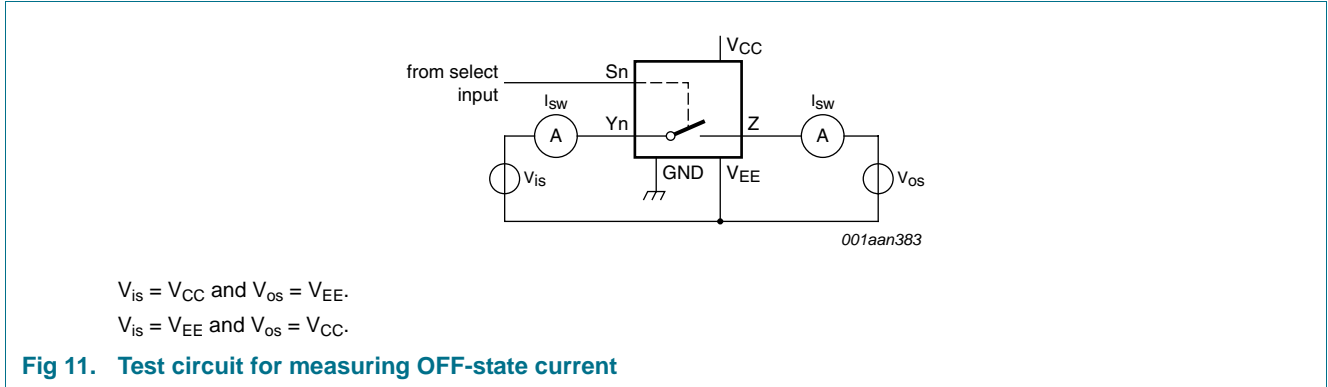 V_CC
from select
input
Sn
I_SW
I_SW
A
Yn
Z
A
V_is
GND
V_EE
V_os
001aan383
V_is = V_CC and V_os = V_EE.
V_is = V_EE and V_os = V_CC.
Fig 11. Test circuit for measuring OFF-state current